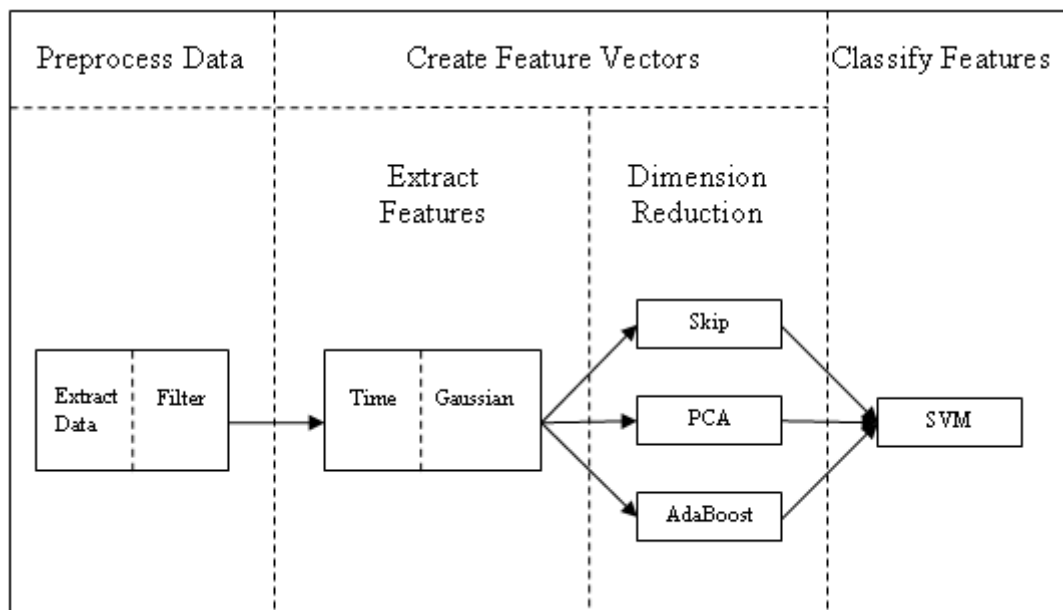 Preprocess Data
Create Feature Vectors
Classify Features
Extract
Features
Dimension
Reduction
Extract
Data
Filter
Time
Gaussian
Skip
PCA
AdaBoost
SVM